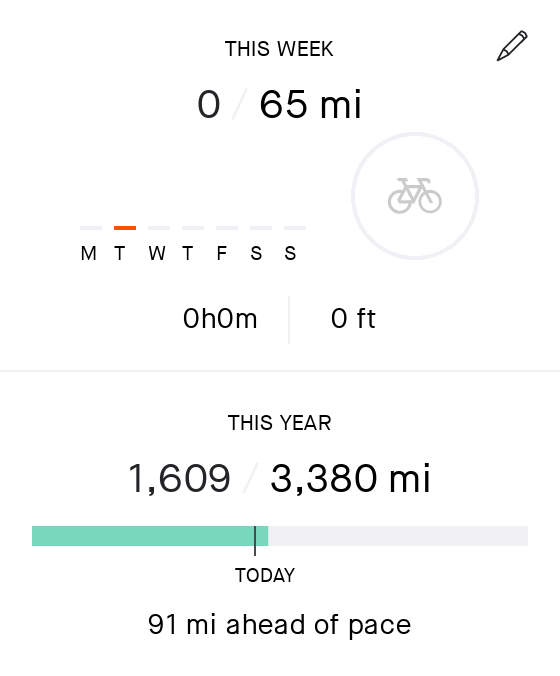 THIS WEEK
0 / 65 mi
M T W T F S S
0h0m 0 ft
THIS YEAR
1,609 / 3,380 mi
TODAY
91 mi ahead of pace